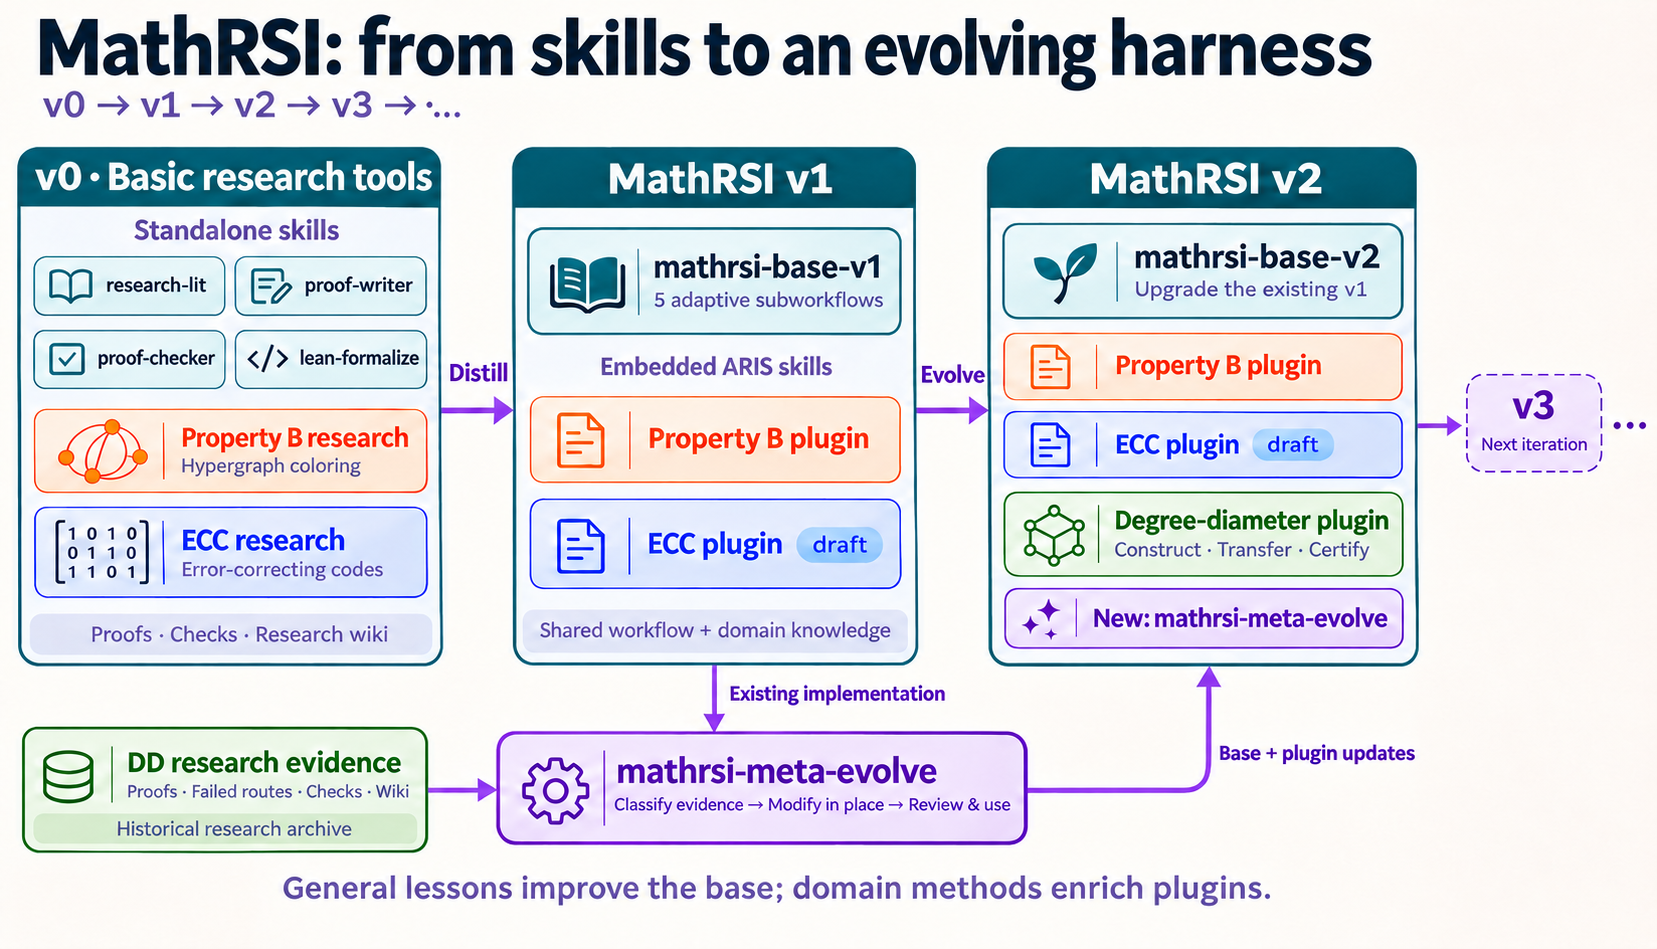 MathRSI: from skills to an evolving harness
v0 → v1 → v2 → v3 → ·...
v0 · Basic research tools
Standalone skills
research-lit
proof-writer
proof-checker
</> lean-formalize
Property B research
Hypergraph coloring
1 0 1 0
0 1 1 0
1 1 0 1
ECC research
Error-correcting codes
Proofs · Checks · Research wiki
Distill
MathRSI v1
mathrsi-base-v1
5 adaptive subworkflows
Embedded ARIS skills
Property B plugin
ECC plugin draft
Shared workflow + domain knowledge
Evolve
MathRSI v2
mathrsi-base-v2
Upgrade the existing v1
Property B plugin
ECC plugin draft
Degree-diameter plugin
Construct · Transfer · Certify
New: mathrsi-meta-evolve
v3
Next iteration
...
Existing implementation
DD research evidence
Proofs · Failed routes · Checks · Wiki
Historical research archive
mathrsi-meta-evolve
Classify evidence → Modify in place → Review & use
Base + plugin updates
General lessons improve the base; domain methods enrich plugins.